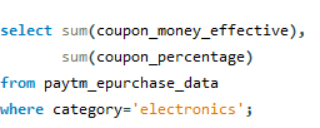 select sum(coupon_money_effective),
sum(coupon_percentage)
from paytm_epurchase_data
where category='electronics';